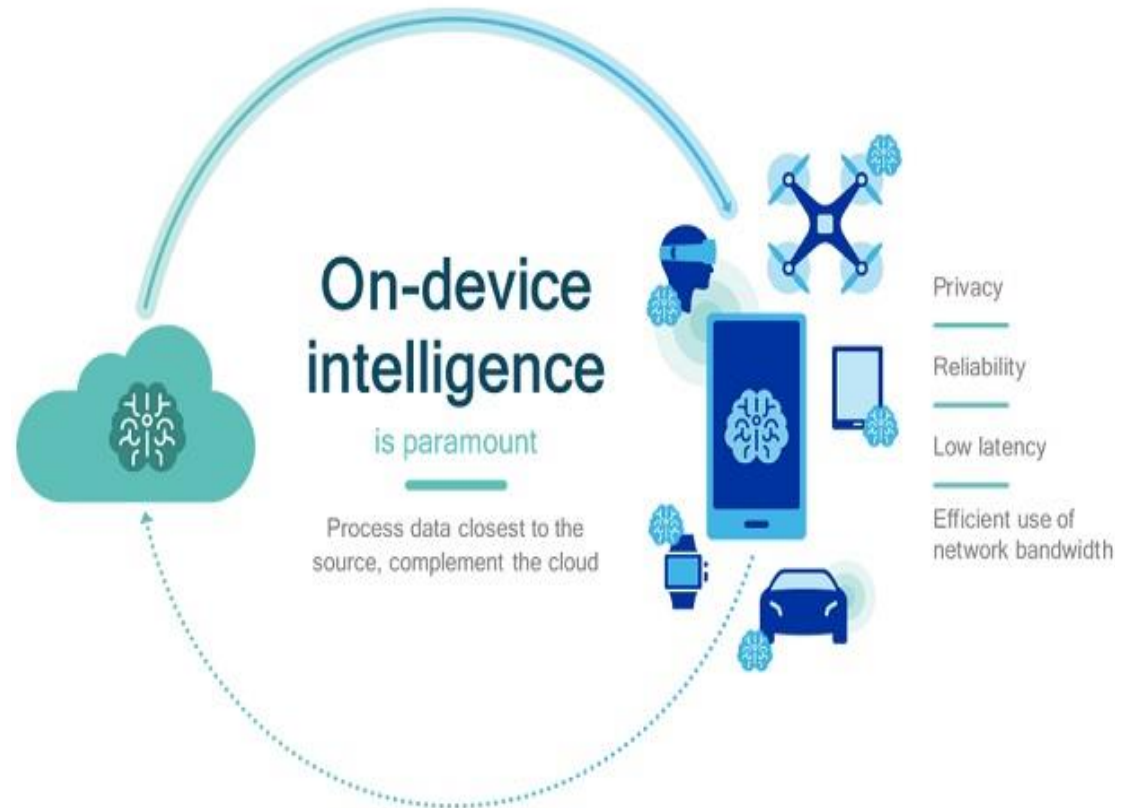 On-device
intelligence
is paramount
Process data closest to the
source, complement the cloud
Privacy
Reliability
Low latency
Efficient use of
network bandwidth